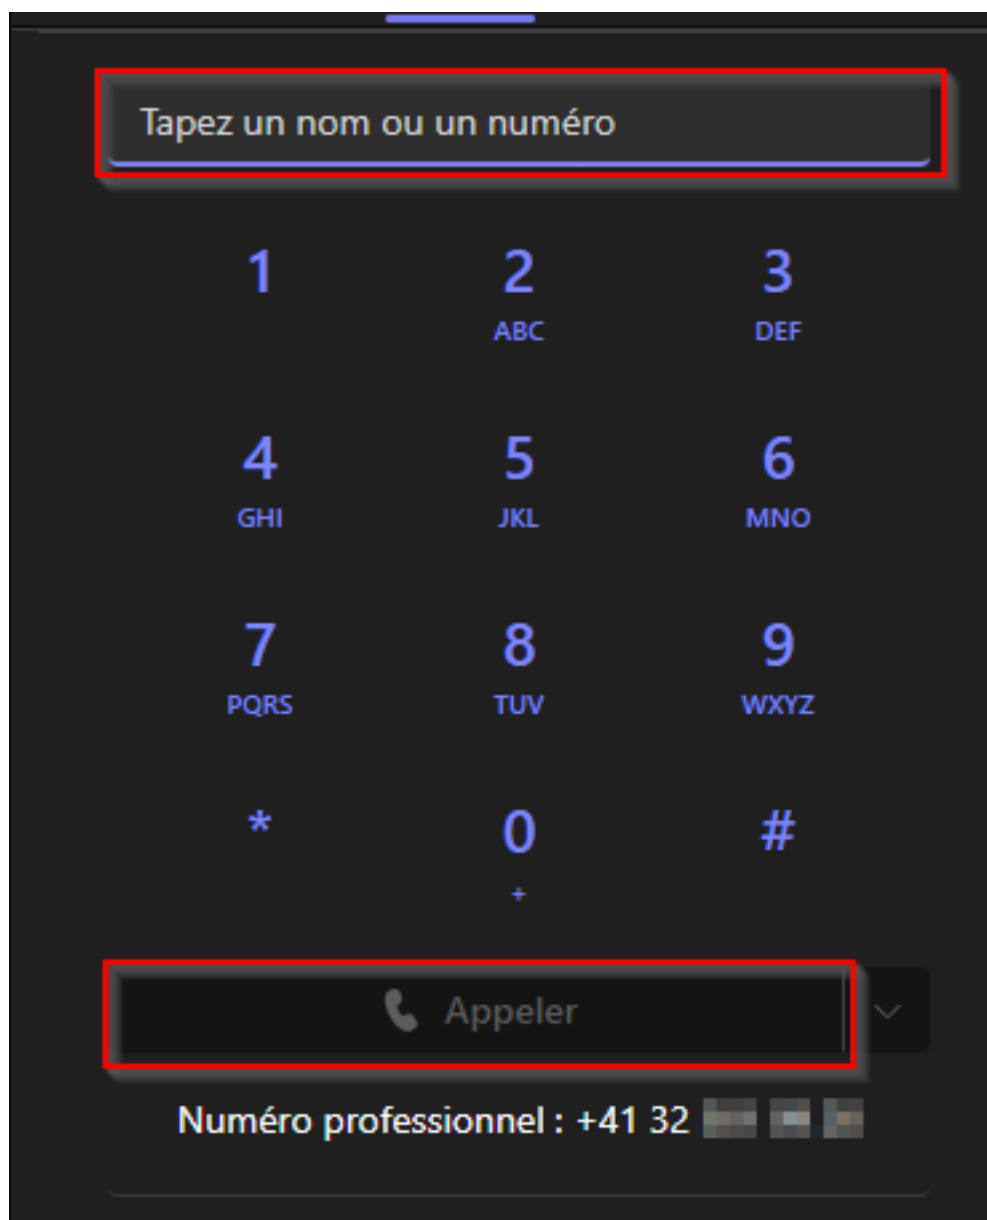 Tapez un nom ou un numéro
1 2 3
ABC DEF
4 5 6
GHI JKL MNO
7 8 9
PQRS TUV WXYZ
* 0 #
+
Appeler
Numéro professionnel : +41 32